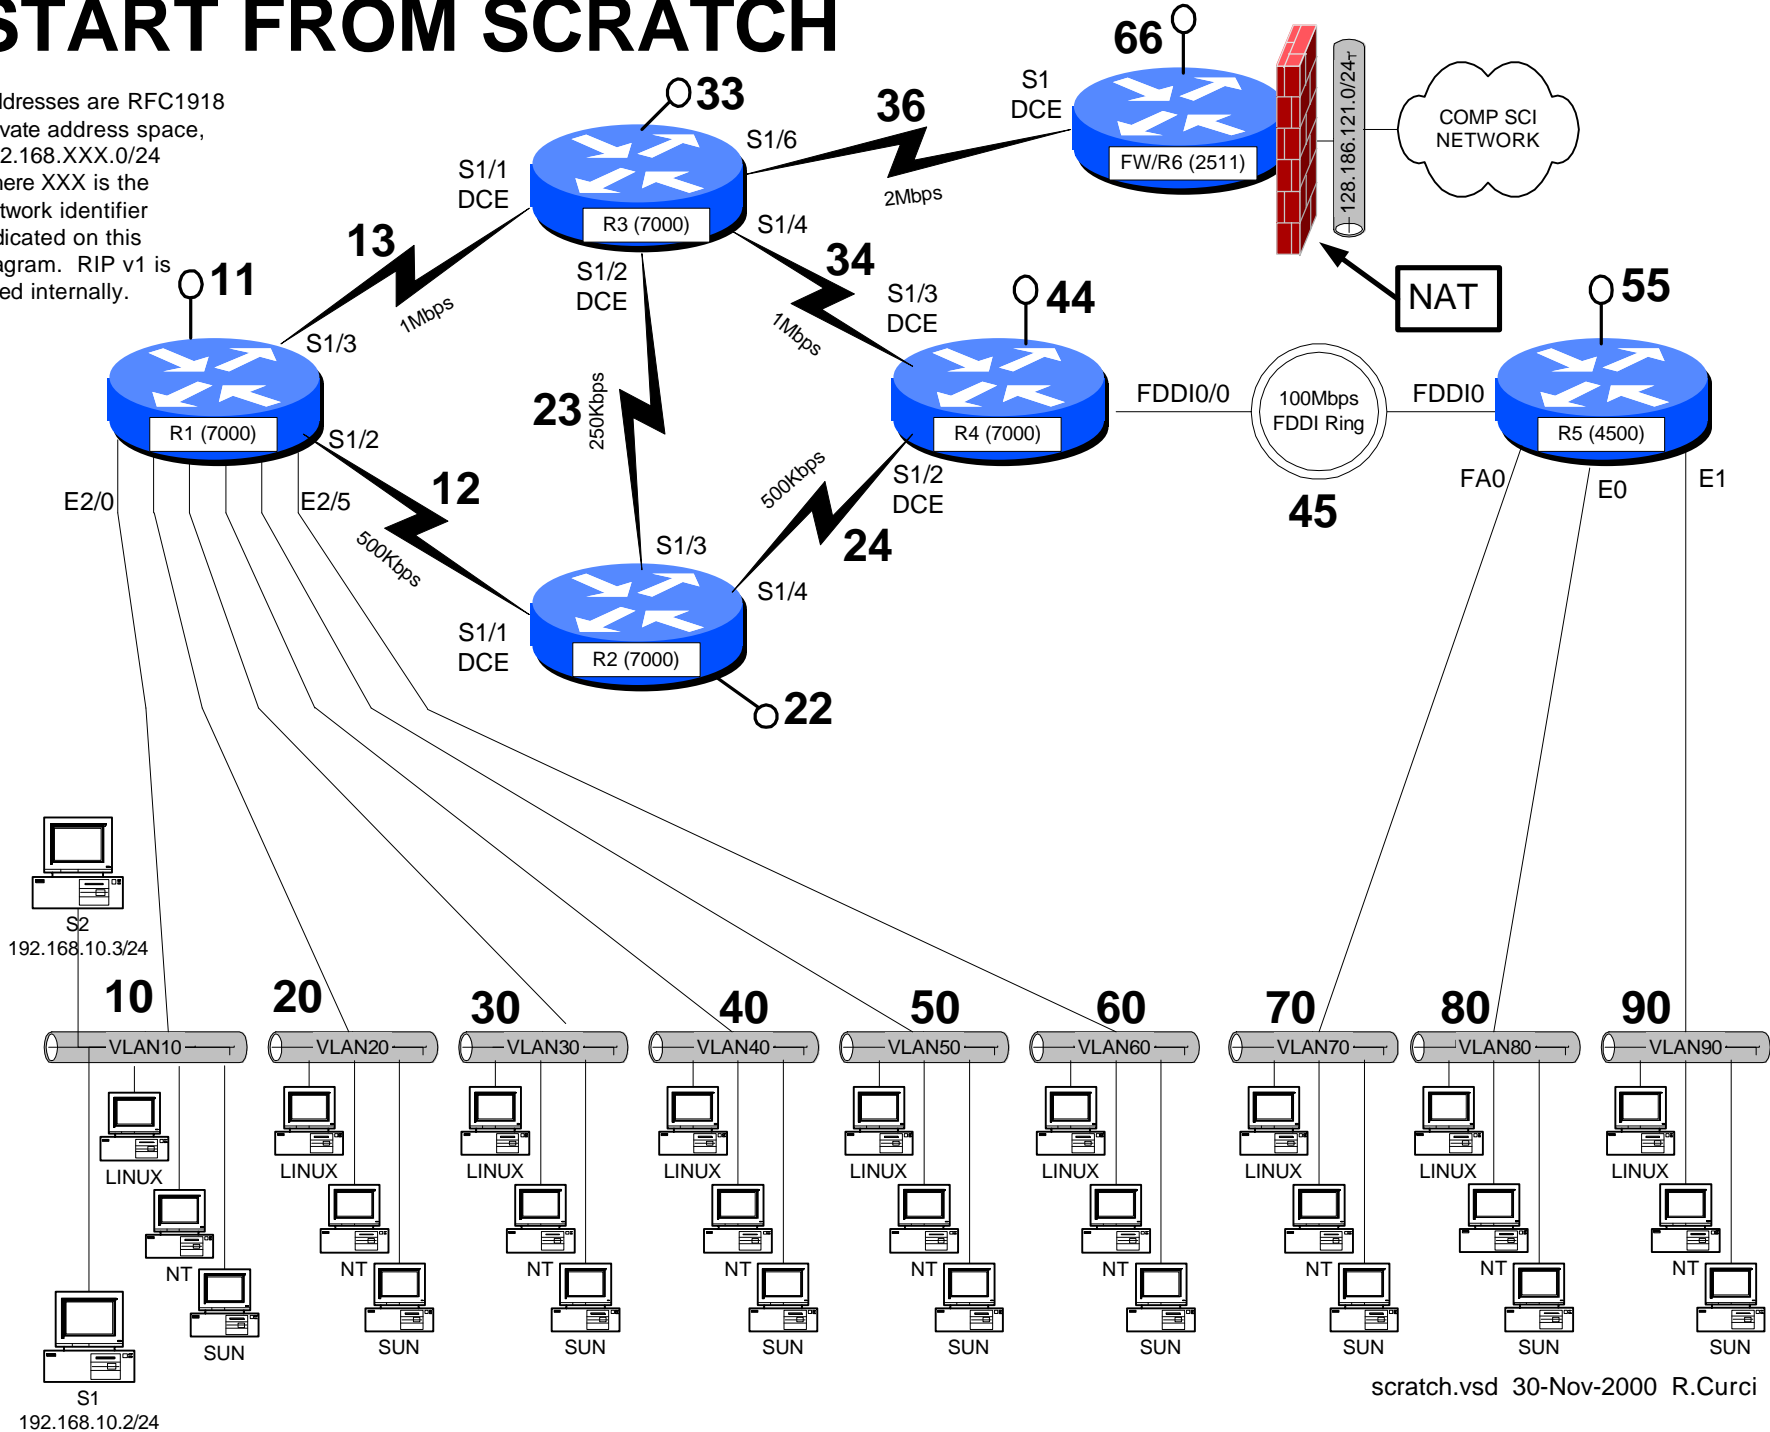 START FROM SCRATCH
ddresses are RFC1918
vate address space,
2.168.XXX.0/24
here XXX is the
twork identifier
dicated on this
agram. RIP v1 is
ed internally.
11
33
66
36
13
34
44
55
23
12
24
45
22
S1
DCE
S1/6
S1/1
DCE
S1/4
S1/2
DCE
S1/3
DCE
2Mbps
1Mbps
1Mbps
250Kbps
500Kbps
500Kbps
FW/R6 (2511)
128.186.121.0/24
COMP SCI
NETWORK
NAT
R3 (7000)
S1/3
R1 (7000)
S1/2
E2/0
E2/5
R4 (7000)
S1/2
DCE
FDDI0/0
100Mbps
FDDI Ring
FDDI0
R5 (4500)
FA0
E0
E1
S1/3
S1/4
S1/1
DCE
R2 (7000)
S2
192.168.10.3/24
10
20
30
40
50
60
70
80
90
VLAN10
VLAN20
VLAN30
VLAN40
VLAN50
VLAN60
VLAN70
VLAN80
VLAN90
LINUX
LINUX
LINUX
LINUX
LINUX
LINUX
LINUX
LINUX
LINUX
NT
NT
NT
NT
NT
NT
NT
NT
NT
SUN
SUN
SUN
SUN
SUN
SUN
SUN
SUN
SUN
S1
192.168.10.2/24
scratch.vsd 30-Nov-2000 R.Curci